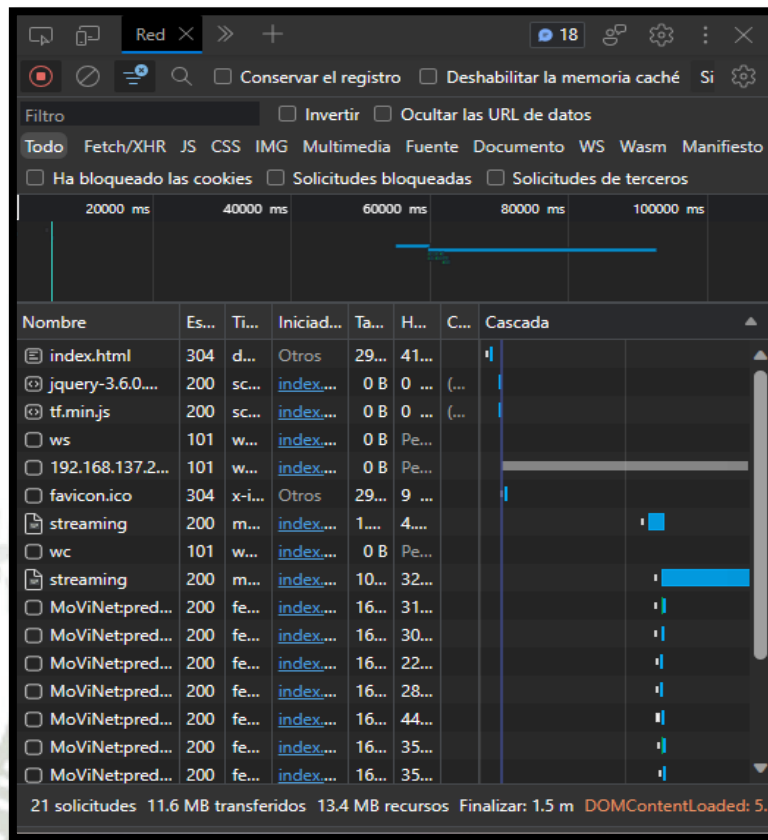 Red 18
Conservar el registro Deshabilitar la memoria caché Si
Filtro Invertir Ocultar las URL de datos
Todo Fetch/XHR JS CSS IMG Multimedia Fuente Documento WS Wasm Manifiesto
Ha bloqueado las cookies Solicitudes bloqueadas Solicitudes de terceros
20000 ms 40000 ms 60000 ms 80000 ms 100000 ms
Nombre Es... Ti... Iniciad... Ta... H... C... Cascada
index.html 304 d... Otros 29... 41...
jquery-3.6.0.... 200 sc... index.... 0 B 0 ... (...
tf.min.js 200 sc... index.... 0 B 0 ... (...
ws 101 w... index.... 0 B Pe...
192.168.137.2... 101 w... index.... 0 B Pe...
favicon.ico 304 x-i... Otros 29... 9 ...
streaming 200 m... index.... 1.... 4....
wc 101 w... index.... 0 B Pe...
streaming 200 m... index.... 10... 32...
MoViNet:pred... 200 fe... index.... 16... 31...
MoViNet:pred... 200 fe... index.... 16... 30...
MoViNet:pred... 200 fe... index.... 16... 22...
MoViNet:pred... 200 fe... index.... 16... 28...
MoViNet:pred... 200 fe... index.... 16... 44...
MoViNet:pred... 200 fe... index.... 16... 35...
MoViNet:pred... 200 fe... index.... 16... 35...
21 solicitudes 11.6 MB transferidos 13.4 MB recursos Finalizar: 1.5 m DOMContentLoaded: 5.